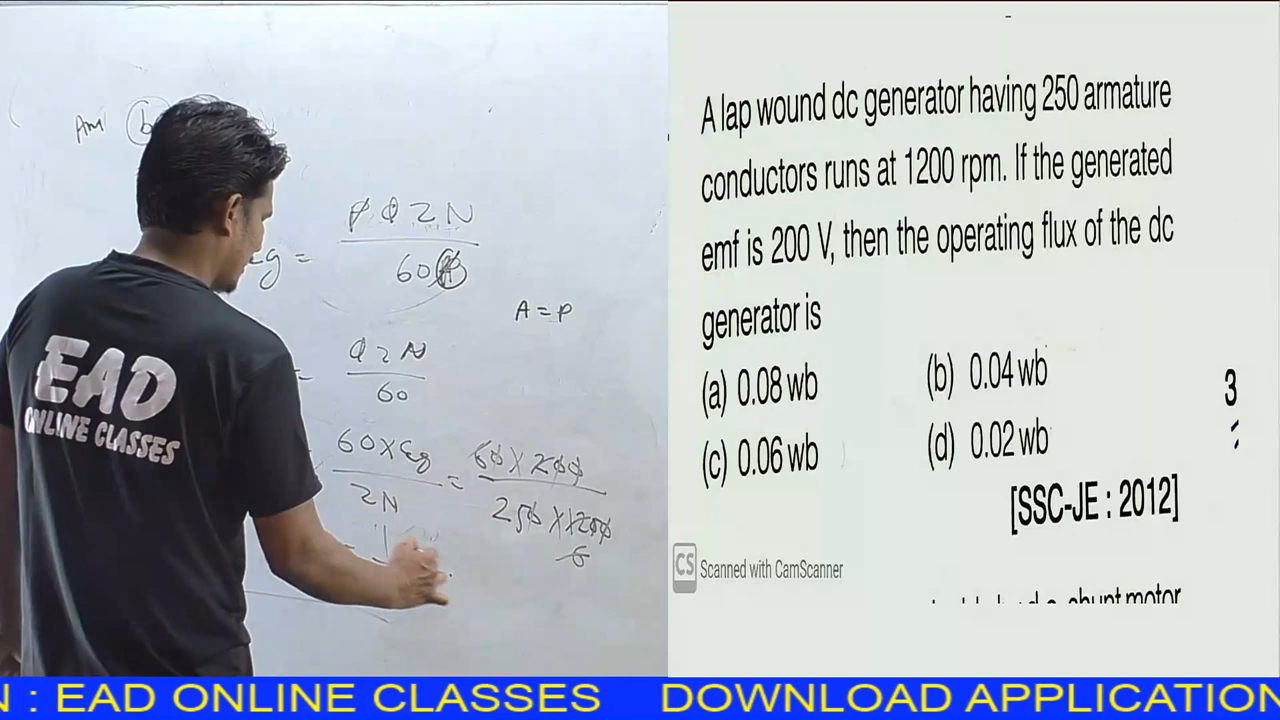 Ans (b
Eg = PΦZN
60A
A = P
= ΦZN
60
60×Eg = 60×200
ZN 250××200
6
EAD
ONLINE CLASSES
A lap wound dc generator having 250 armature
conductors runs at 1200 rpm. If the generated
emf is 200 V, then the operating flux of the dc
generator is
(a) 0.08 wb (b) 0.04 wb
(c) 0.06 wb (d) 0.02 wb
[SSC-JE : 2012]
3
CS Scanned with CamScanner
shunt motor
N : EAD ONLINE CLASSES DOWNLOAD APPLICATION